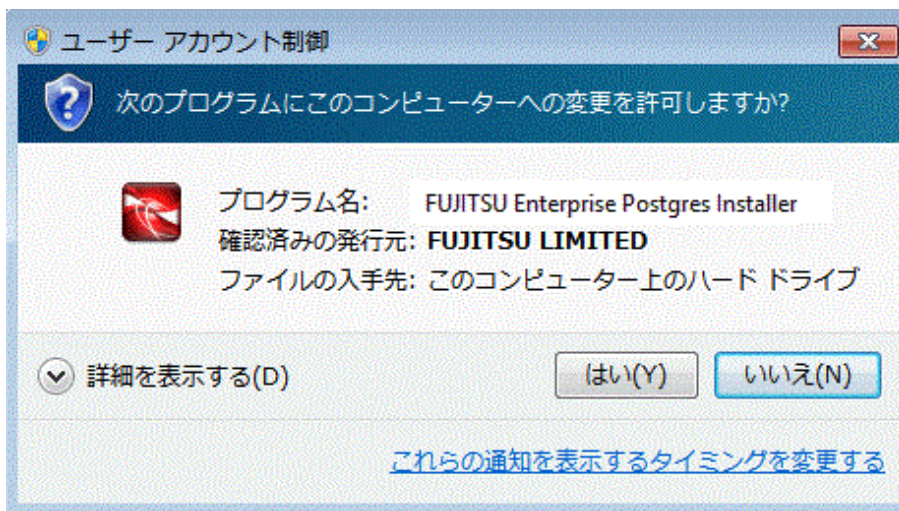 ユーザー アカウント制御
次のプログラムにこのコンピューターへの変更を許可しますか?
プログラム名: FUJITSU Enterprise Postgres Installer
確認済みの発行元: FUJITSU LIMITED
ファイルの入手先: このコンピューター上のハード ドライブ
詳細を表示する(D) はい(Y) いいえ(N)
これらの通知を表示するタイミングを変更する